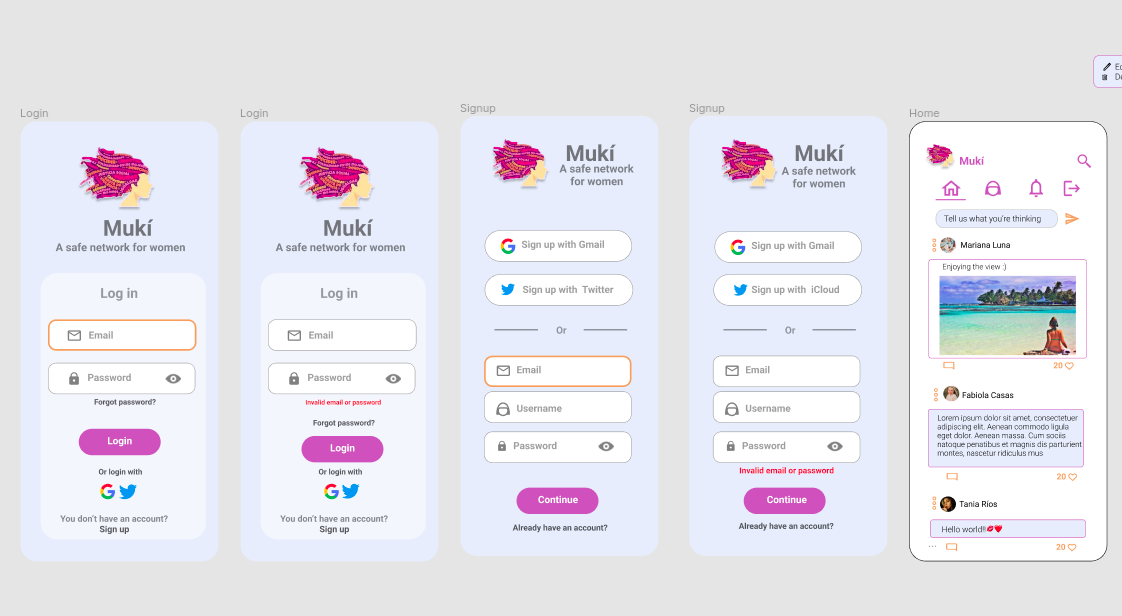 Login
Mukí
A safe network for women
Log in
Email
Password
Forgot password?
Login
Or login with
You don't have an account?
Sign up
Login
Mukí
A safe network for women
Log in
Email
Password
Invalid email or password
Forgot password?
Login
Or login with
You don't have an account?
Sign up
Signup
Mukí
A safe network
for women
Sign up with Gmail
Sign up with Twitter
Or
Email
Username
Password
Continue
Already have an account?
Signup
Mukí
A safe network
for women
Sign up with Gmail
Sign up with iCloud
Or
Email
Username
Password
Invalid email or password
Continue
Already have an account?
Home
Mukí
Tell us what you're thinking
Mariana Luna
Enjoying the view :)
20
Fabiola Casas
Lorem ipsum dolor sit amet, consectetuer
adipiscing elit. Aenean commodo ligula
eget dolor. Aenean massa. Cum sociis
natoque penatibus et magnis dis parturient
montes, nascetur ridiculus mus
20
Tania Ríos
Hello world!!💋❤️
...
20